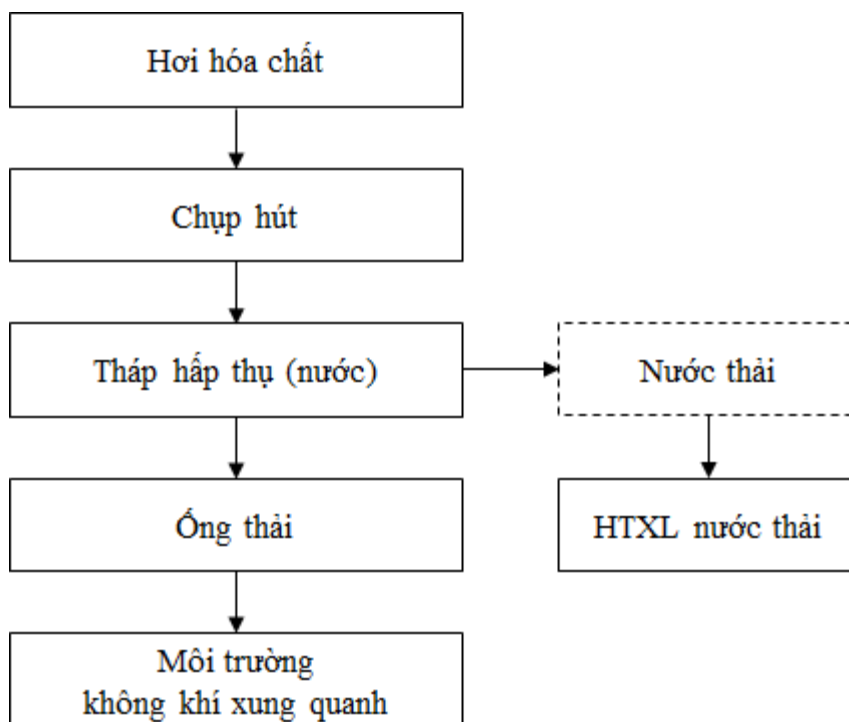 Hơi hóa chất
Chụp hút
Tháp hấp thụ (nước)
Nước thải
Ống thải
HTXL nước thải
Môi trường
không khí xung quanh